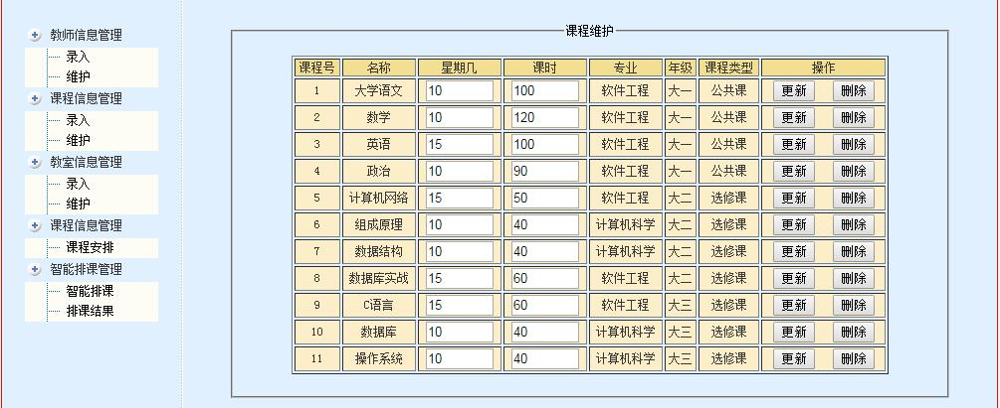 教师信息管理
录入
维护
课程信息管理
录入
维护
教室信息管理
录入
维护
课程信息管理
课程安排
智能排课管理
智能排课
排课结果
课程维护
课程号 名称 星期几 课时 专业 年级 课程类型 操作
1 大学语文 10 100 软件工程 大一 公共课 更新 删除
2 数学 10 120 软件工程 大一 公共课 更新 删除
3 英语 15 100 软件工程 大一 公共课 更新 删除
4 政治 10 90 软件工程 大一 公共课 更新 删除
5 计算机网络 15 50 软件工程 大二 选修课 更新 删除
6 组成原理 10 40 计算机科学 大二 选修课 更新 删除
7 数据结构 10 40 计算机科学 大二 选修课 更新 删除
8 数据库实战 15 60 软件工程 大二 选修课 更新 删除
9 C语言 15 60 软件工程 大三 选修课 更新 删除
10 数据库 10 40 计算机科学 大三 选修课 更新 删除
11 操作系统 10 40 计算机科学 大三 选修课 更新 删除